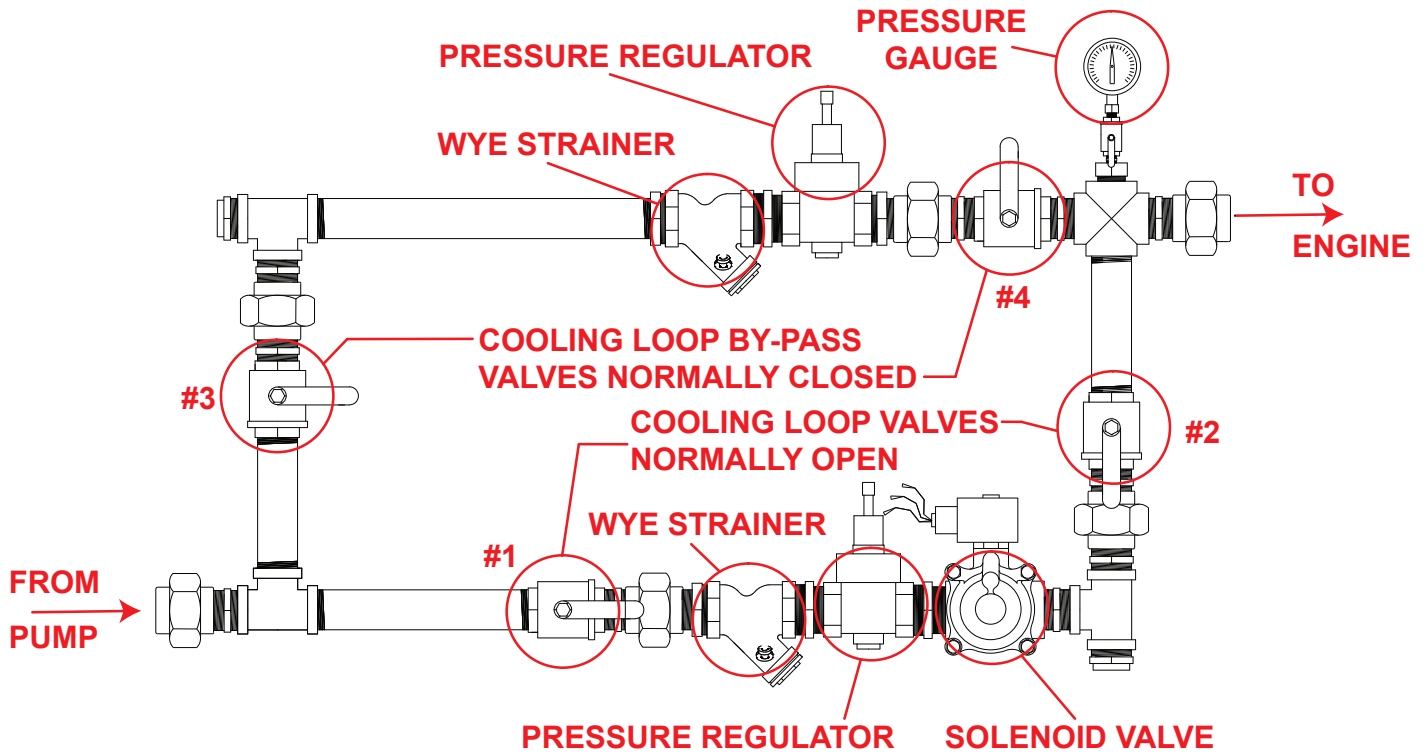 PRESSURE
GAUGE
PRESSURE REGULATOR
WYE STRAINER
TO
ENGINE
#4
COOLING LOOP BY-PASS
VALVES NORMALLY CLOSED
#3
COOLING LOOP VALVES
NORMALLY OPEN
#2
WYE STRAINER
#1
FROM
PUMP
PRESSURE REGULATOR
SOLENOID VALVE